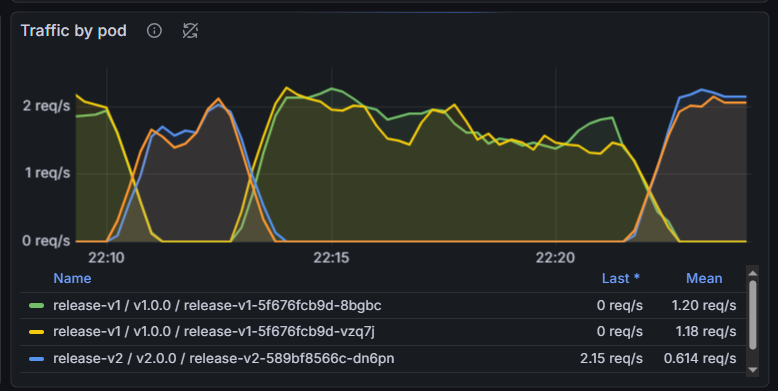 Traffic by pod
2 req/s
1 req/s
0 req/s
22:10 22:15 22:20
Name Last * Mean
release-v1 / v1.0.0 / release-v1-5f676fcb9d-8bgbc 0 req/s 1.20 req/s
release-v1 / v1.0.0 / release-v1-5f676fcb9d-vzq7j 0 req/s 1.18 req/s
release-v2 / v2.0.0 / release-v2-589bf8566c-dn6pn 2.15 req/s 0.614 req/s